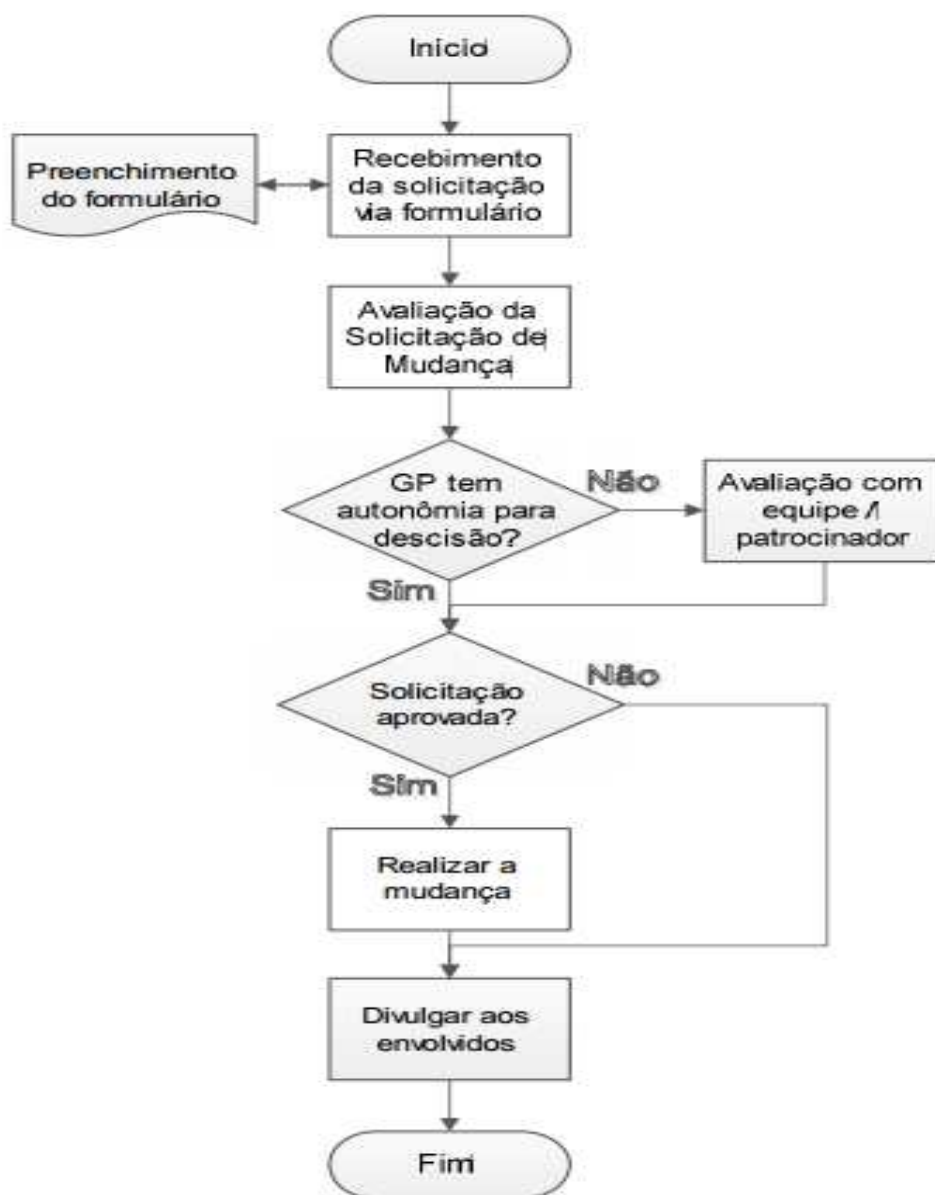 Início
Preenchimento
do formulário
Recebimento
da solicitação
via formulário
Avaliação da
Solicitação de
Mudança
GP tem
autonômia para
descisão?
Não
Avaliação com
equipe /
patrocinador
Sim
Solicitação
aprovada?
Não
Sim
Realizar a
mudança
Divulgar aos
envolvidos
Fim